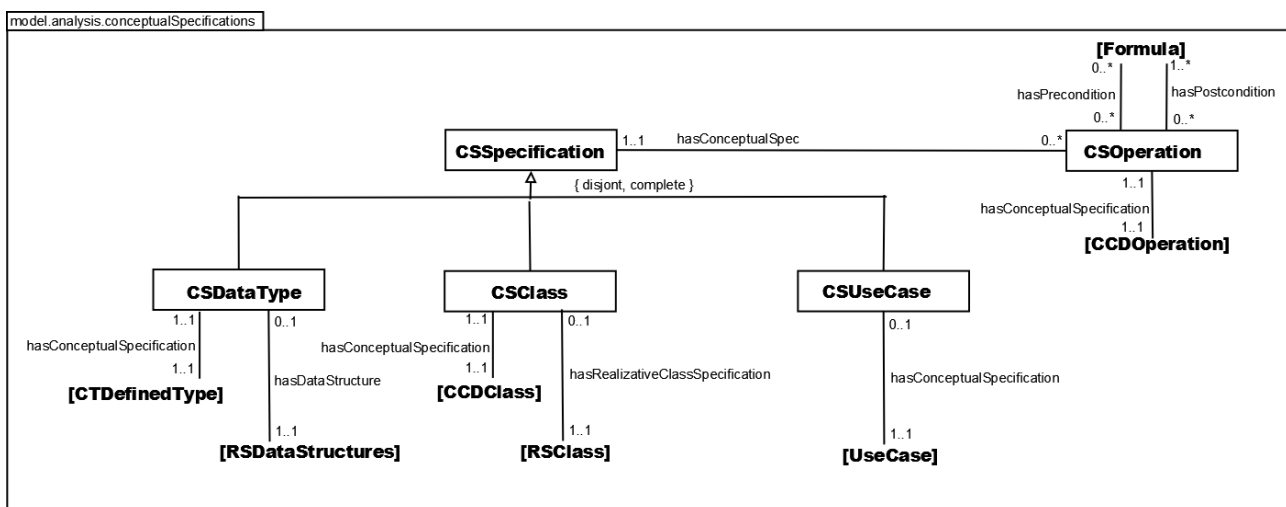 model.analysis.conceptualSpecifications
[Formula]
0..*
1..*
hasPrecondition
hasPostcondition
0..*
0..*
CSSpecification
1..1
hasConceptualSpec
0..*
CSOperation
{ disjont, complete }
1..1
hasConceptualSpecification
1..1
[CCDOperation]
CSDataType
CSClass
CSUseCase
1..1
0..1
1..1
0..1
0..1
hasConceptualSpecification
hasConceptualSpecification
1..1
1..1
hasDataStructure
hasRealizativeClassSpecification
hasConceptualSpecification
[CTDefinedType]
[CCDClass]
1..1
1..1
1..1
[RSDataStructures]
[RSClass]
[UseCase]